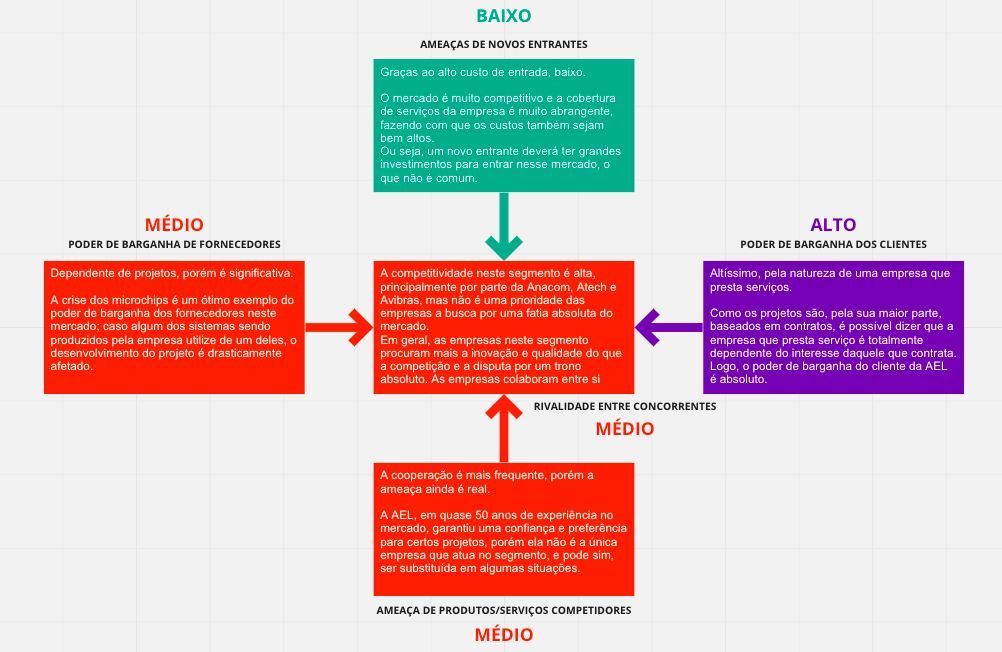 BAIXO
AMEAÇAS DE NOVOS ENTRANTES
Graças ao alto custo de entrada, baixo.
O mercado é muito competitivo e a cobertura
de serviços da empresa é muito abrangente,
fazendo com que os custos também sejam
bem altos.
Ou seja, um novo entrante deverá ter grandes
investimentos para entrar nesse mercado, o
que não é comum.
MÉDIO
PODER DE BARGANHA DE FORNECEDORES
Dependente de projetos, porém é significativa.
A crise dos microchips é um ótimo exemplo do
poder de barganha dos fornecedores neste
mercado; caso algum dos sistemas sendo
produzidos pela empresa utilize de um deles, o
desenvolvimento do projeto é drasticamente
afetado.
A competitividade neste segmento é alta,
principalmente por parte da Anacom, Atech e
Avibras, mas não é uma prioridade das
empresas a busca por uma fatia absoluta do
mercado.
Em geral, as empresas neste segmento
procuram mais a inovação e qualidade do que
a competição e a disputa por um trono
absoluto. As empresas colaboram entre si
RIVALIDADE ENTRE CONCORRENTES
MÉDIO
ALTO
PODER DE BARGANHA DOS CLIENTES
Altíssimo, pela natureza de uma empresa que
presta serviços.
Como os projetos são, pela sua maior parte,
baseados em contratos, é possível dizer que a
empresa que presta serviço é totalmente
dependente do interesse daquele que contrata.
Logo, o poder de barganha do cliente da AEL
é absoluto.
A cooperação é mais frequente, porém a
ameaça ainda é real.
A AEL, em quase 50 anos de experiência no
mercado, garantiu uma confiança e preferência
para certos projetos, porém ela não é a única
empresa que atua no segmento, e pode sim,
ser substituída em algumas situações.
AMEAÇA DE PRODUTOS/SERVIÇOS COMPETIDORES
MÉDIO